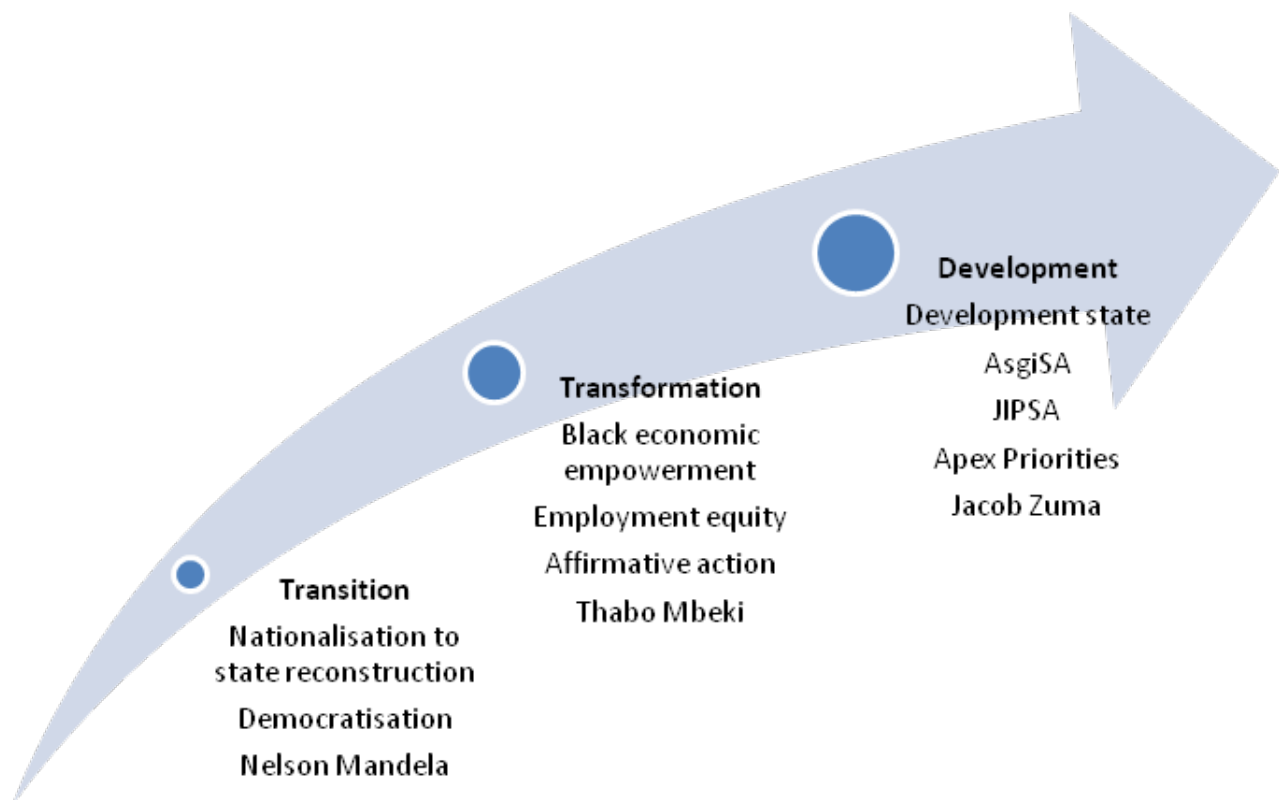 Transition
Nationalisation to
state reconstruction
Democratisation
Nelson Mandela
Transformation
Black economic
empowerment
Employment equity
Affirmative action
Thabo Mbeki
Development
Development state
AsgiSA
JIPSA
Apex Priorities
Jacob Zuma